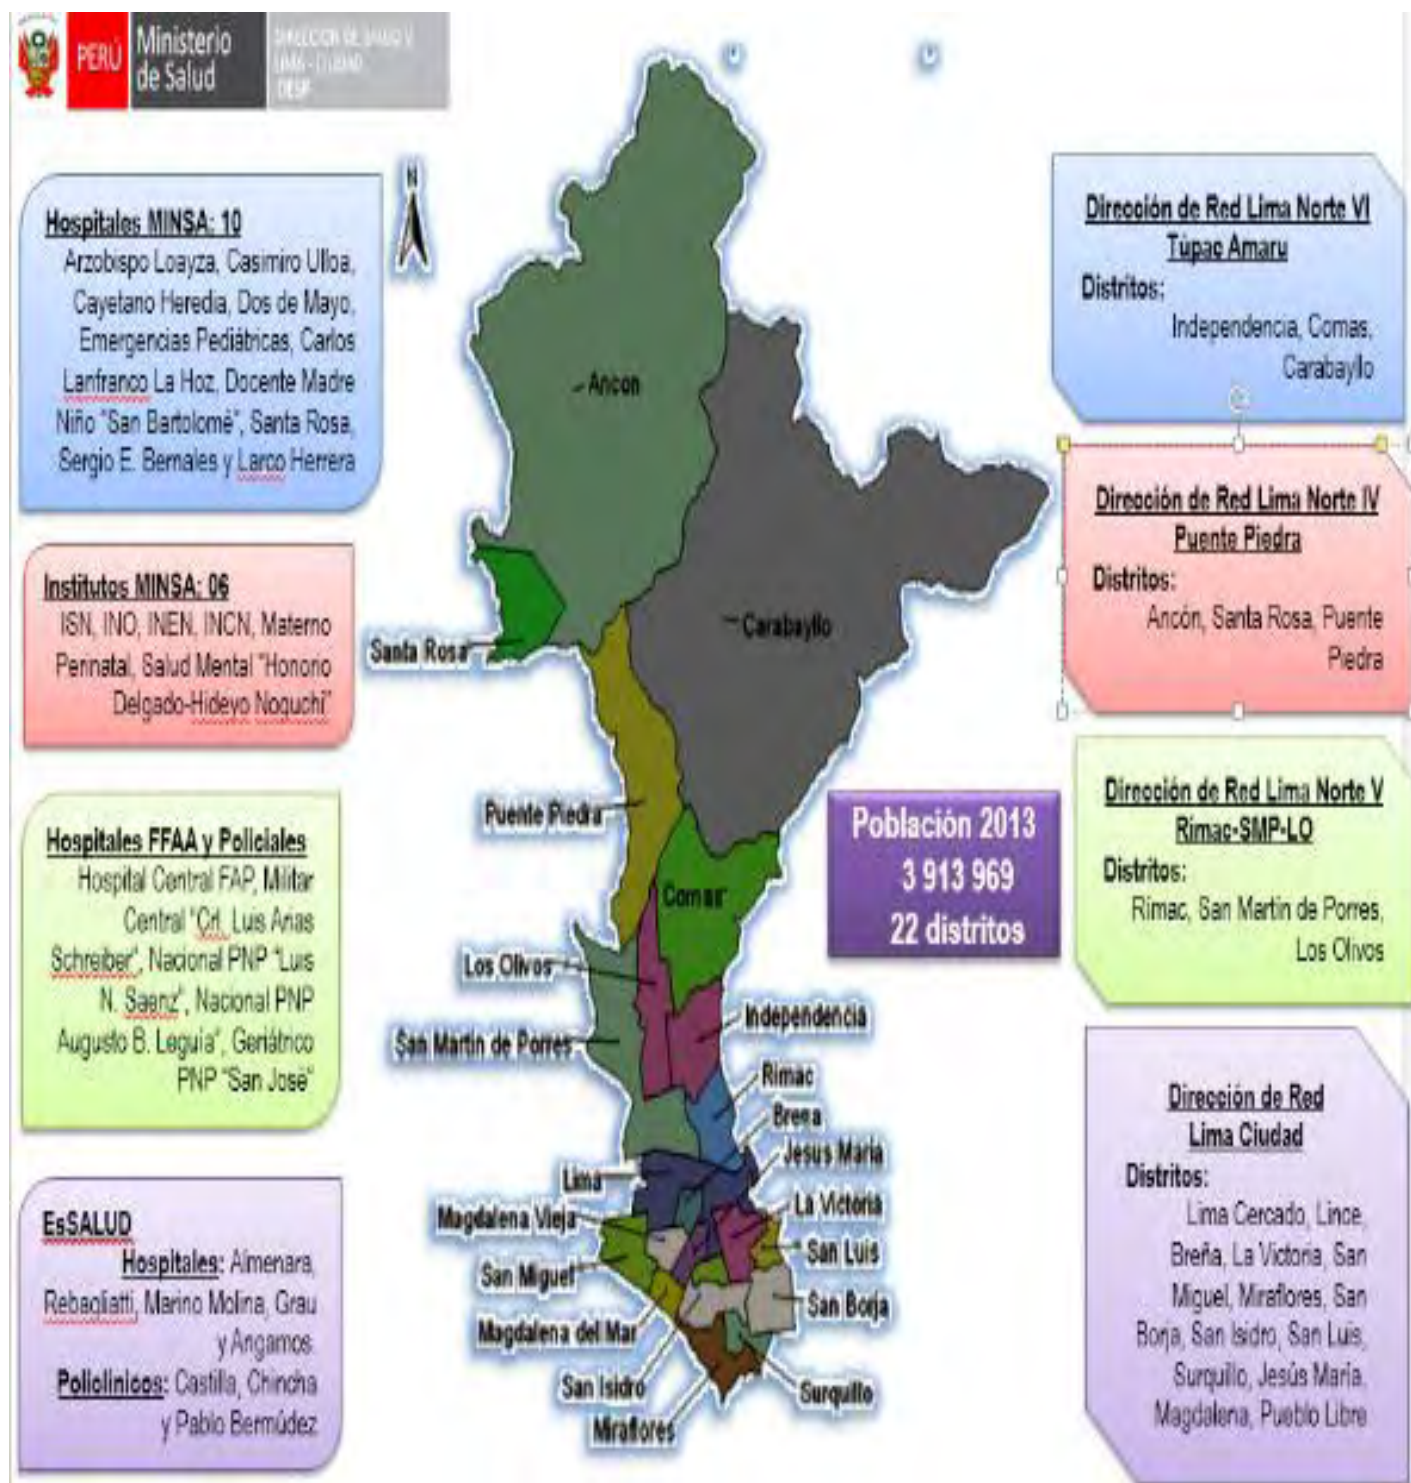 PERÚ
Ministerio
de Salud
DIRECCION DE SALUD V
LIMA - CIUDAD
DESP
N
Hospitales MINSA: 10
Arzobispo Loayza, Casimiro Ulloa,
Cayetano Heredia, Dos de Mayo,
Emergencias Pediátricas, Carlos
Lanfranco La Hoz, Docente Madre
Niño "San Bartolomé", Santa Rosa,
Sergio E. Bernales y Larco Herrera
Institutos MINSA: 06
ISN, INO, INEN, INCN, Materno
Perinatal, Salud Mental "Honorio
Delgado-Hideyo Noguchi"
Hospitales FFAA y Policiales
Hospital Central FAP, Militar
Central "Crl. Luis Arias
Schreiber", Nacional PNP "Luis
N. Saenz", Nacional PNP
Augusto B. Leguía", Geriátrico
PNP "San José"
EsSALUD
Hospitales: Almenara,
Rebagliatti, Marino Molina, Grau
y Angamos.
Policlínicos: Castilla, Chincha
y Pablo Bermúdez
Ancon
Carabayllo
Santa Rosa
Puente Piedra
Comas
Los Olivos
San Martin de Porres
Independencia
Rimac
Brena
Jesus Maria
Lima
La Victoria
Magdalena Vieja
San Luis
San Miguel
San Borja
Magdalena del Mar
San Isidro
Surquillo
Miraflores
Población 2013
3 913 969
22 distritos
Dirección de Red Lima Norte VI
Túpac Amaru
Distritos:
Independencia, Comas,
Carabayllo
Dirección de Red Lima Norte IV
Puente Piedra
Distritos:
Ancón, Santa Rosa, Puente
Piedra
Dirección de Red Lima Norte V
Rimac-SMP-LO
Distritos:
Rimac, San Martin de Porres,
Los Olivos
Dirección de Red
Lima Ciudad
Distritos:
Lima Cercado, Lince,
Breña, La Victoria, San
Miguel, Miraflores, San
Borja, San Isidro, San Luis,
Surquillo, Jesús María,
Magdalena, Pueblo Libre